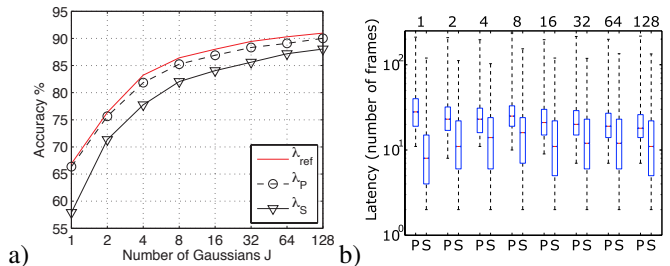 a)
Accuracy %
95
90
85
80
75
70
65
60
55
1 2 4 8 16 32 64 128
Number of Gaussians J
λref
λP
λS
b)
Latency (number of frames)
1 2 4 8 16 32 64 128
10²
10¹
10⁰
PS PS PS PS PS PS PS PS